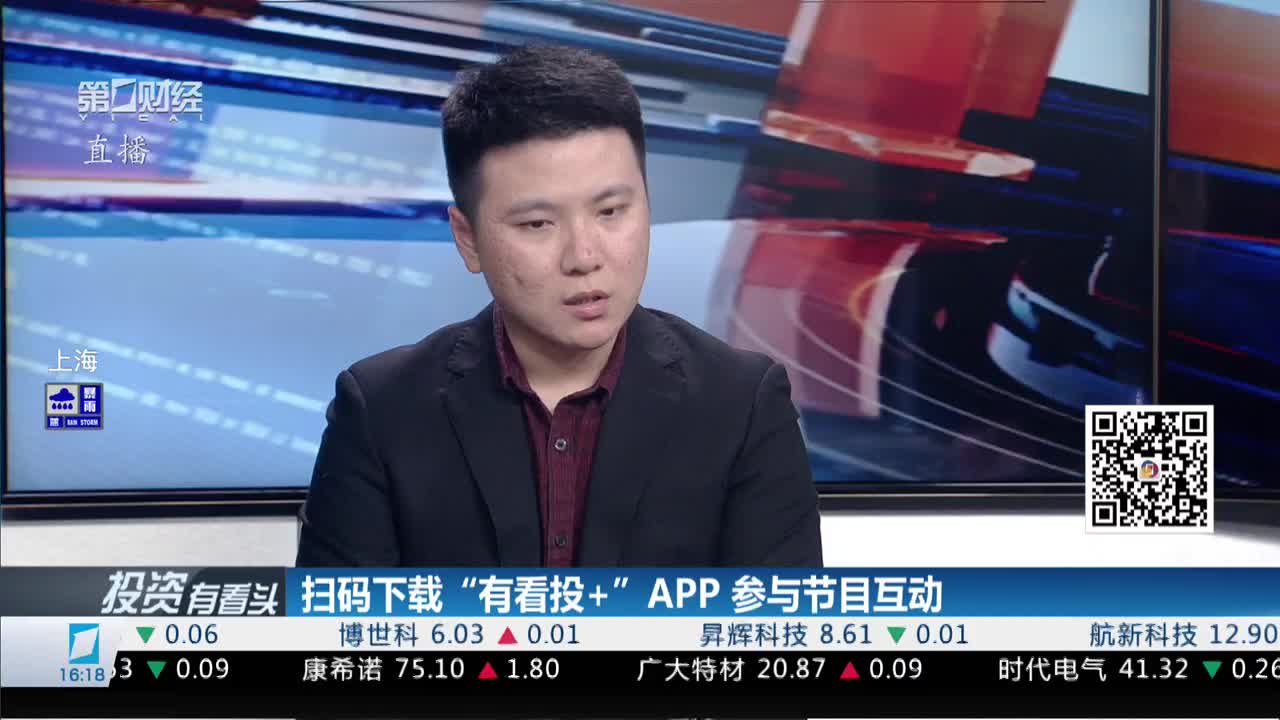 第一财经
YICAI
直播
上海
暴雨
RAIN STORM
投资有看头
扫码下载“有看投+”APP 参与节目互动
▼ 0.06 博世科 6.03 ▲ 0.01 昇辉科技 8.61 ▼ 0.01 航新科技 12.90
16:18
▼ 0.09 康希诺 75.10 ▲ 1.80 广大特材 20.87 ▲ 0.09 时代电气 41.32 ▼ 0.26